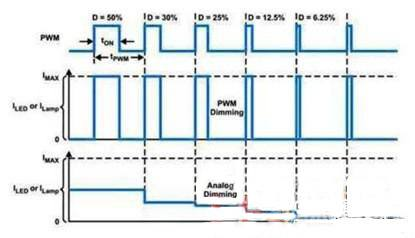 D = 50% D = 30% D = 25% D = 12.5% D = 6.25%
PWM
tON
tPWM
IMAX
ILED or ILamp
PWM
Dimming
0
IMAX
ILED or ILamp
Analog
Dimming
0